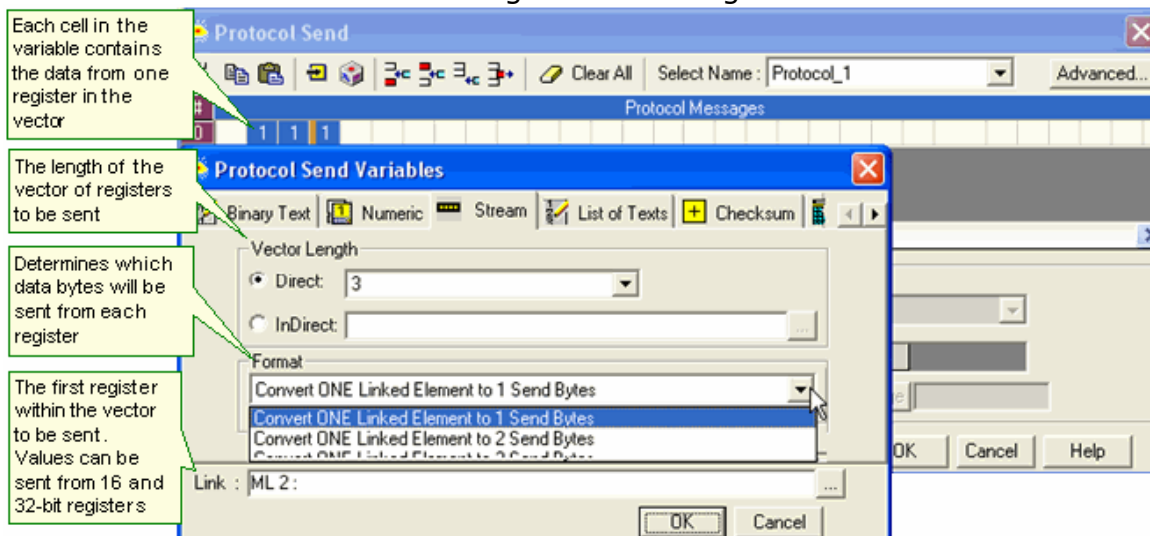 Each cell in the
variable contains
the data from one
register in the
vector
The length of the
vector of registers
to be sent
Determines which
data bytes will be
sent from each
register
The first register
within the vector
to be sent.
Values can be
sent from 16 and
32-bit registers
Protocol Send
Clear All Select Name : Protocol_1 Advanced...
Protocol Messages
1 1 1
Protocol Send Variables
Binary Text Numeric Stream List of Texts Checksum
Vector Length
Direct: 3
InDirect: ...
Format
Convert ONE Linked Element to 1 Send Bytes
Convert ONE Linked Element to 1 Send Bytes
Convert ONE Linked Element to 2 Send Bytes
Link : ML 2 : ...
OK Cancel
OK Cancel Help